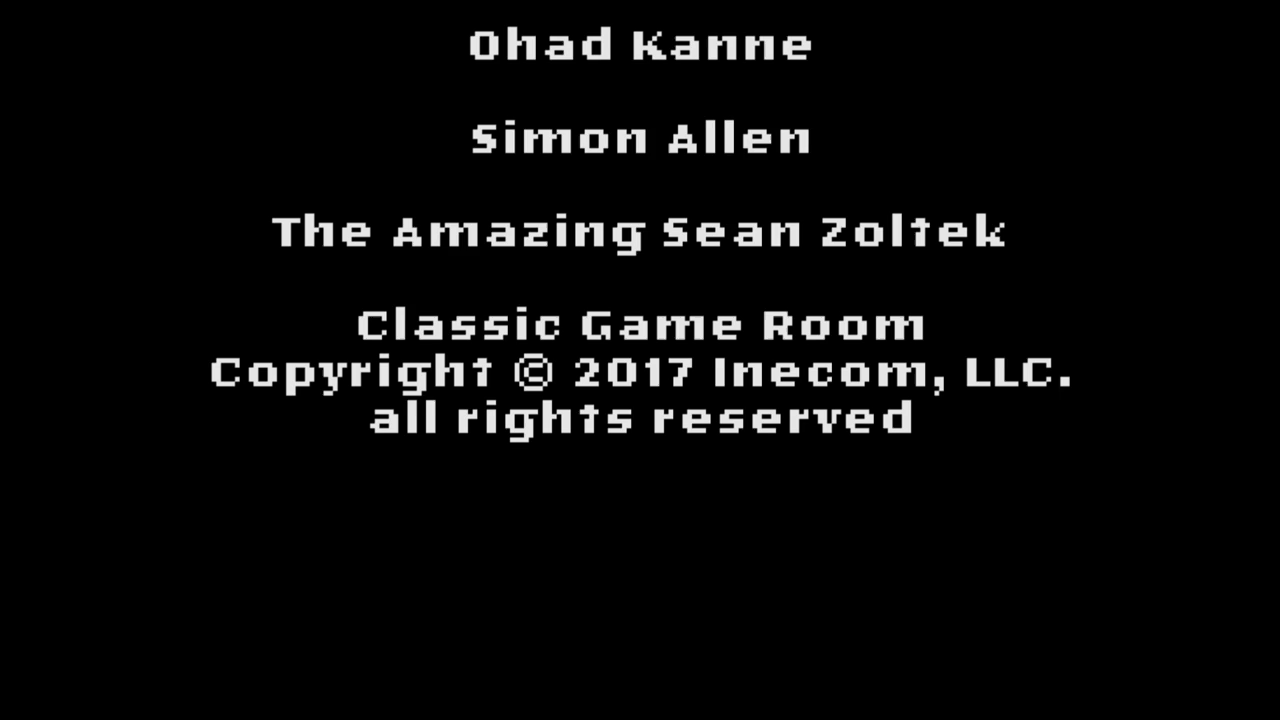 Ohad Kanne
Simon Allen
The Amazing Sean Zoltek
Classic Game Room
Copyright © 2017 Inecom, LLC.
all rights reserved